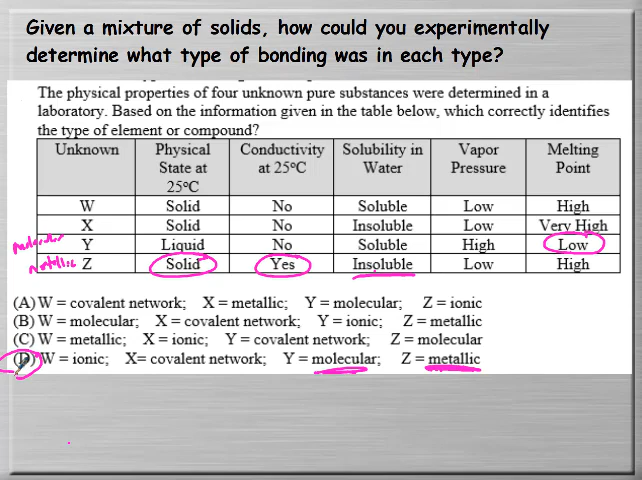 Given a mixture of solids, how could you experimentally
determine what type of bonding was in each type?
The physical properties of four unknown pure substances were determined in a
laboratory. Based on the information given in the table below, which correctly identifies
the type of element or compound?
Unknown Physical State at 25°C Conductivity at 25°C Solubility in Water Vapor Pressure Melting Point
W Solid No Soluble Low High
X Solid No Insoluble Low Very High
molecular Y Liquid No Soluble High Low
metallic Z Solid Yes Insoluble Low High
(A) W = covalent network; X = metallic; Y = molecular; Z = ionic
(B) W = molecular; X = covalent network; Y = ionic; Z = metallic
(C) W = metallic; X = ionic; Y = covalent network; Z = molecular
(D) W = ionic; X= covalent network; Y = molecular; Z = metallic